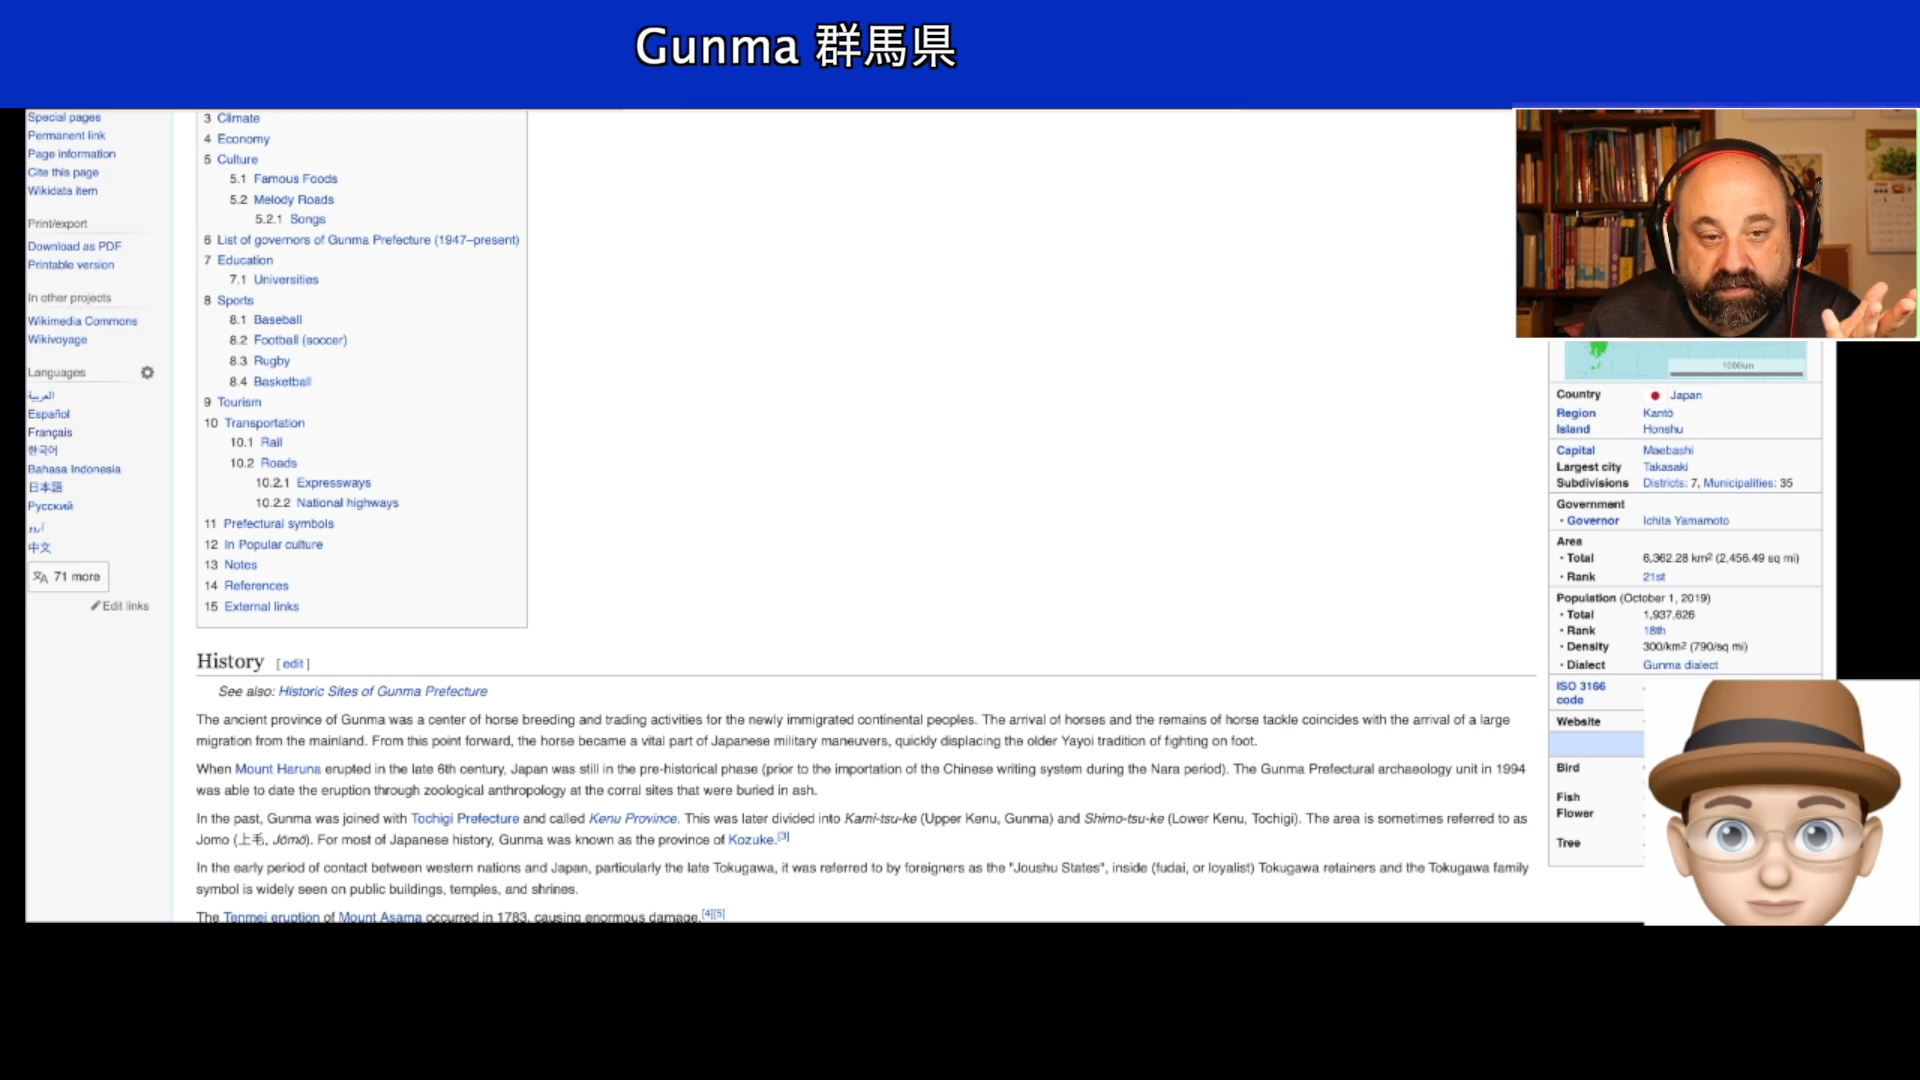 Gunma 群馬県
Special pages
Permanent link
Page information
Cite this page
Wikidata item
Print/export
Download as PDF
Printable version
In other projects
Wikimedia Commons
Wikivoyage
Languages
العربية
Español
Français
한국어
Bahasa Indonesia
日本語
Русский
اردو
中文
71 more
Edit links
3 Climate
4 Economy
5 Culture
5.1 Famous Foods
5.2 Melody Roads
5.2.1 Songs
6 List of governors of Gunma Prefecture (1947–present)
7 Education
7.1 Universities
8 Sports
8.1 Baseball
8.2 Football (soccer)
8.3 Rugby
8.4 Basketball
9 Tourism
10 Transportation
10.1 Rail
10.2 Roads
10.2.1 Expressways
10.2.2 National highways
11 Prefectural symbols
12 In Popular culture
13 Notes
14 References
15 External links
History [ edit ]
See also: Historic Sites of Gunma Prefecture
The ancient province of Gunma was a center of horse breeding and trading activities for the newly immigrated continental peoples. The arrival of horses and the remains of horse tackle coincides with the arrival of a large
migration from the mainland. From this point forward, the horse became a vital part of Japanese military maneuvers, quickly displacing the older Yayoi tradition of fighting on foot.
When Mount Haruna erupted in the late 6th century, Japan was still in the pre-historical phase (prior to the importation of the Chinese writing system during the Nara period). The Gunma Prefectural archaeology unit in 1994
was able to date the eruption through zoological anthropology at the corral sites that were buried in ash.
In the past, Gunma was joined with Tochigi Prefecture and called Kenu Province. This was later divided into Kami-tsu-ke (Upper Kenu, Gunma) and Shimo-tsu-ke (Lower Kenu, Tochigi). The area is sometimes referred to as
Jomo (上毛, Jōmō). For most of Japanese history, Gunma was known as the province of Kozuke.[3]
In the early period of contact between western nations and Japan, particularly the late Tokugawa, it was referred to by foreigners as the "Joushu States", inside (fudai, or loyalist) Tokugawa retainers and the Tokugawa family
symbol is widely seen on public buildings, temples, and shrines.
The Tenmei eruption of Mount Asama occurred in 1783, causing enormous damage.[4][5]
1000km
Country Japan
Region Kantō
Island Honshu
Capital Maebashi
Largest city Takasaki
Subdivisions Districts: 7, Municipalities: 35
Government
• Governor Ichita Yamamoto
Area
• Total 6,362.28 km2 (2,456.49 sq mi)
• Rank 21st
Population (October 1, 2019)
• Total 1,937,626
• Rank 18th
• Density 300/km2 (790/sq mi)
• Dialect Gunma dialect
ISO 3166
code
Website
Bird
Fish
Flower
Tree